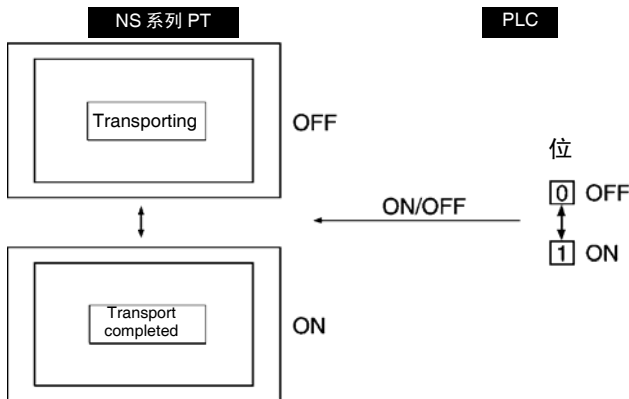 NS 系列 PT
PLC
Transporting
OFF
位
0 OFF
ON/OFF
1 ON
Transport
completed
ON